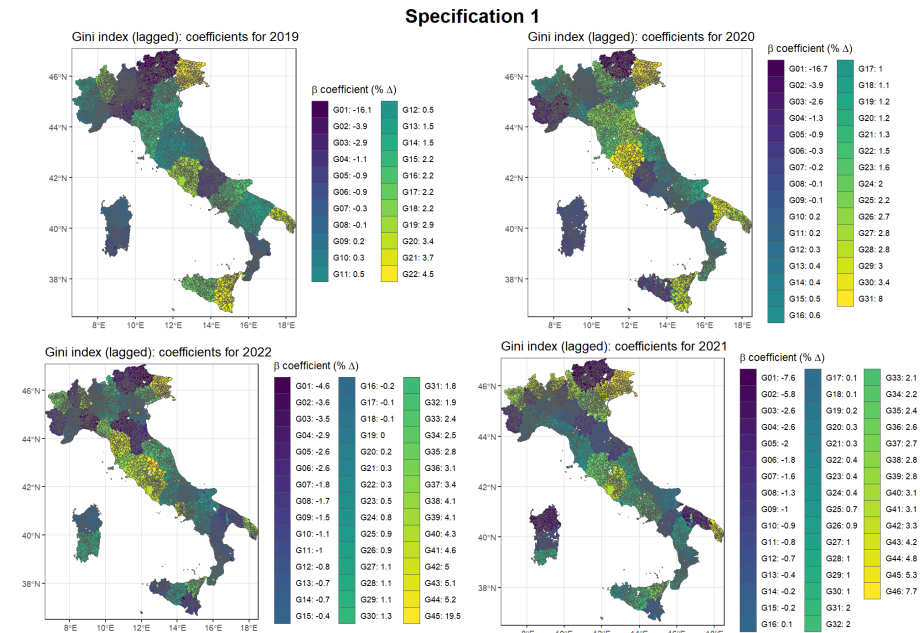 Specification 1
Gini index (lagged): coefficients for 2019
46°N
44°N
42°N
40°N
38°N
8°E 10°E 12°E 14°E 16°E 18°E
β coefficient (% Δ)
G01: -16.1
G02: -3.9
G03: -2.9
G04: -1.1
G05: -0.9
G06: -0.9
G07: -0.3
G08: -0.1
G09: 0.2
G10: 0.3
G11: 0.5
G12: 0.5
G13: 1.5
G14: 1.5
G15: 2.2
G16: 2.2
G17: 2.2
G18: 2.2
G19: 2.9
G20: 3.4
G21: 3.7
G22: 4.5
Gini index (lagged): coefficients for 2020
46°N
44°N
42°N
40°N
38°N
8°E 10°E 12°E 14°E 16°E 18°E
β coefficient (% Δ)
G01: -16.7
G02: -3.9
G03: -2.6
G04: -1.3
G05: -0.9
G06: -0.3
G07: -0.2
G08: -0.1
G09: -0.1
G10: 0.2
G11: 0.2
G12: 0.3
G13: 0.4
G14: 0.4
G15: 0.5
G16: 0.6
G17: 1
G18: 1.1
G19: 1.2
G20: 1.2
G21: 1.3
G22: 1.5
G23: 1.6
G24: 2
G25: 2.2
G26: 2.7
G27: 2.8
G28: 2.8
G29: 3
G30: 3.4
G31: 8
Gini index (lagged): coefficients for 2022
46°N
44°N
42°N
40°N
38°N
8°E 10°E 12°E 14°E 16°E 18°E
β coefficient (% Δ)
G01: -4.6
G02: -3.6
G03: -3.5
G04: -2.9
G05: -2.6
G06: -2.6
G07: -1.8
G08: -1.7
G09: -1.5
G10: -1.1
G11: -1
G12: -0.8
G13: -0.7
G14: -0.7
G15: -0.4
G16: -0.2
G17: -0.1
G18: -0.1
G19: 0
G20: 0.2
G21: 0.3
G22: 0.3
G23: 0.5
G24: 0.8
G25: 0.9
G26: 0.9
G27: 1.1
G28: 1.1
G29: 1.1
G30: 1.3
G31: 1.8
G32: 1.9
G33: 2.4
G34: 2.5
G35: 2.8
G36: 3.1
G37: 3.4
G38: 4.1
G39: 4.1
G40: 4.3
G41: 4.6
G42: 5
G43: 5.1
G44: 5.2
G45: 19.5
Gini index (lagged): coefficients for 2021
46°N
44°N
42°N
40°N
38°N
8°E 10°E 12°E 14°E 16°E 18°E
β coefficient (% Δ)
G01: -7.6
G02: -5.8
G03: -2.6
G04: -2.6
G05: -2
G06: -1.8
G07: -1.6
G08: -1.3
G09: -1
G10: -0.9
G11: -0.8
G12: -0.7
G13: -0.4
G14: -0.2
G15: -0.2
G16: 0.1
G17: 0.1
G18: 0.1
G19: 0.2
G20: 0.3
G21: 0.3
G22: 0.4
G23: 0.4
G24: 0.4
G25: 0.7
G26: 0.9
G27: 1
G28: 1
G29: 1
G30: 1
G31: 2
G32: 2
G33: 2.1
G34: 2.2
G35: 2.4
G36: 2.6
G37: 2.7
G38: 2.8
G39: 2.8
G40: 3.1
G41: 3.1
G42: 3.3
G43: 4.2
G44: 4.8
G45: 5.3
G46: 7.7